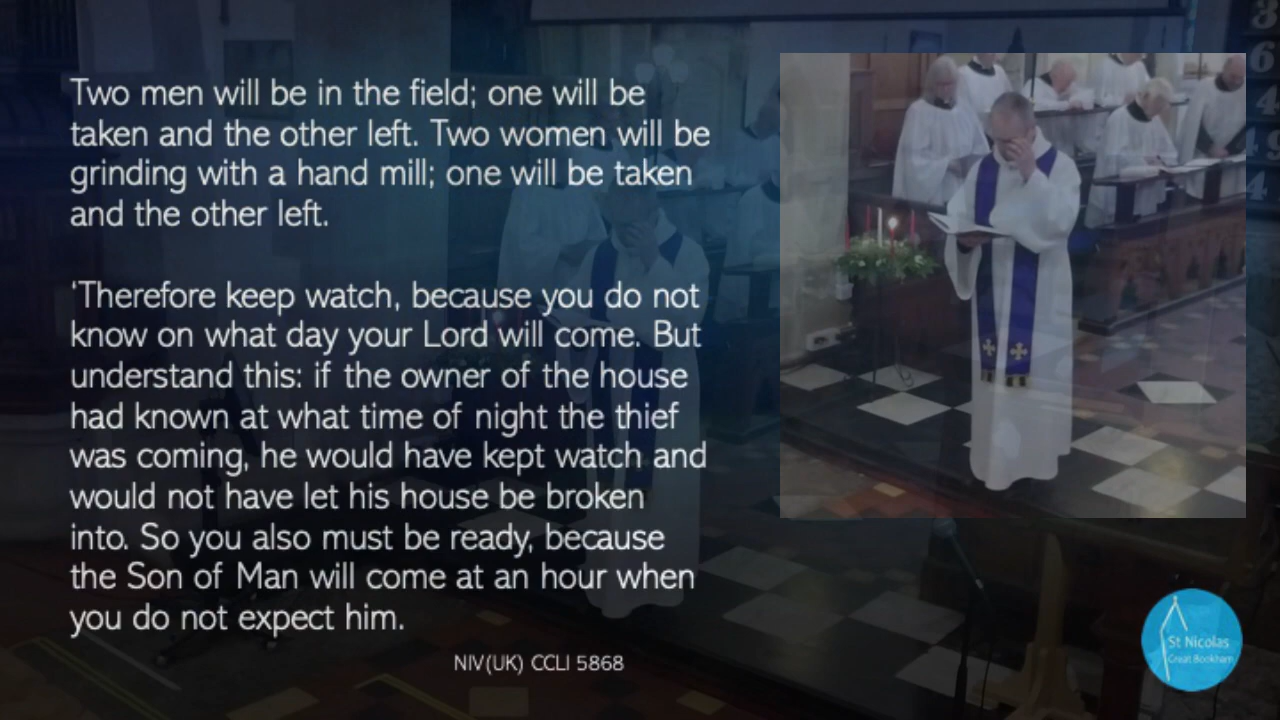 Two men will be in the field; one will be
taken and the other left. Two women will be
grinding with a hand mill; one will be taken
and the other left.
‘Therefore keep watch, because you do not
know on what day your Lord will come. But
understand this: if the owner of the house
had known at what time of night the thief
was coming, he would have kept watch and
would not have let his house be broken
into. So you also must be ready, because
the Son of Man will come at an hour when
you do not expect him.
NIV(UK) CCLI 5868
St Nicolas
Great Bookham